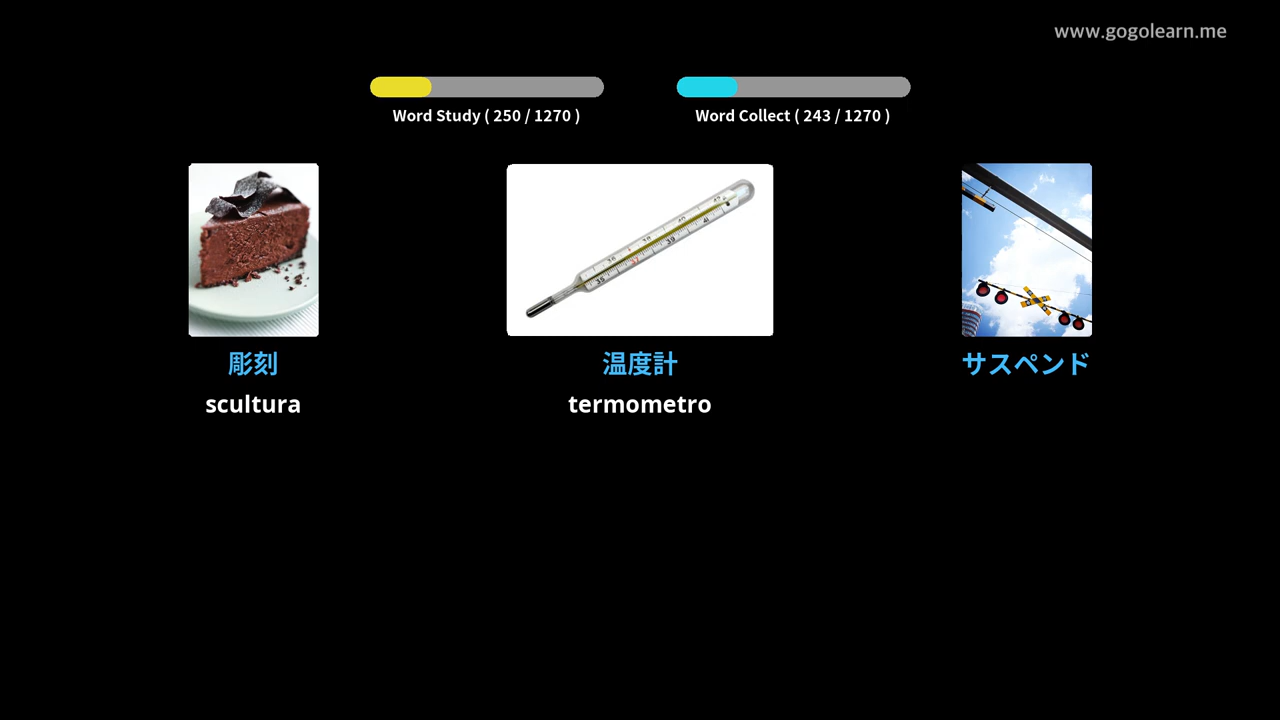 www.gogolearn.me
Word Study ( 250 / 1270 )
Word Collect ( 243 / 1270 )
彫刻
温度計
サスペンド
scultura
termometro